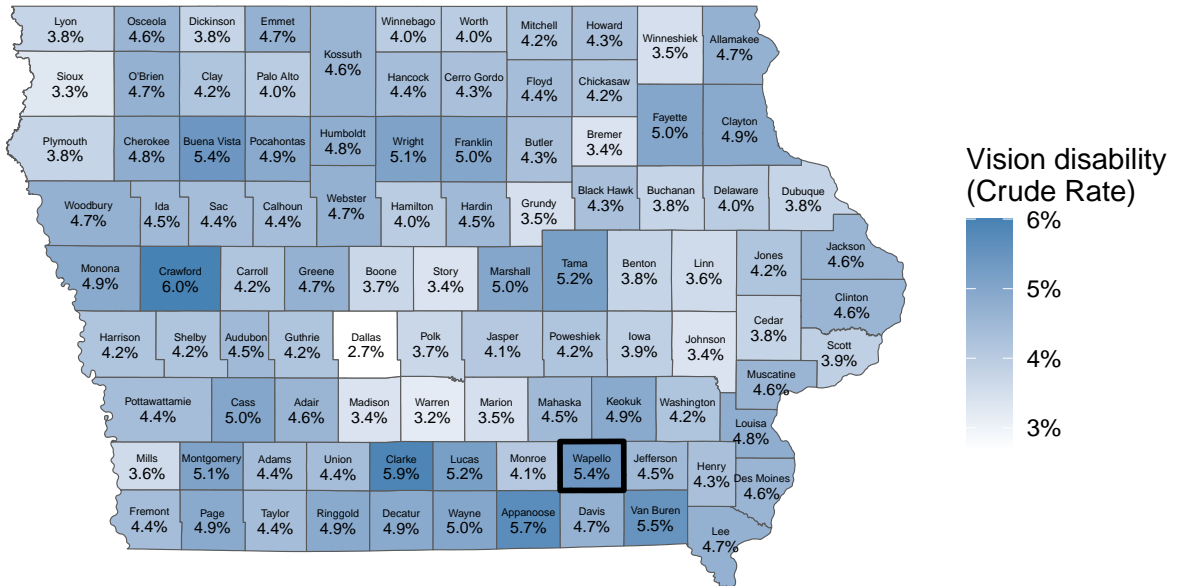 Lyon
3.8%
Osceola
4.6%
Dickinson
3.8%
Emmet
4.7%
Kossuth
4.6%
Winnebago
4.0%
Worth
4.0%
Mitchell
4.2%
Howard
4.3%
Winneshiek
3.5%
Allamakee
4.7%
Sioux
3.3%
O'Brien
4.7%
Clay
4.2%
Palo Alto
4.0%
Hancock
4.4%
Cerro Gordo
4.3%
Floyd
4.4%
Chickasaw
4.2%
Fayette
5.0%
Clayton
4.9%
Plymouth
3.8%
Cherokee
4.8%
Buena Vista
5.4%
Pocahontas
4.9%
Humboldt
4.8%
Wright
5.1%
Franklin
5.0%
Butler
4.3%
Bremer
3.4%
Woodbury
4.7%
Ida
4.5%
Sac
4.4%
Calhoun
4.4%
Webster
4.7%
Hamilton
4.0%
Hardin
4.5%
Grundy
3.5%
Black Hawk
4.3%
Buchanan
3.8%
Delaware
4.0%
Dubuque
3.8%
Monona
4.9%
Crawford
6.0%
Carroll
4.2%
Greene
4.7%
Boone
3.7%
Story
3.4%
Marshall
5.0%
Tama
5.2%
Benton
3.8%
Linn
3.6%
Jones
4.2%
Jackson
4.6%
Clinton
4.6%
Harrison
4.2%
Shelby
4.2%
Audubon
4.5%
Guthrie
4.2%
Dallas
2.7%
Polk
3.7%
Jasper
4.1%
Poweshiek
4.2%
Iowa
3.9%
Johnson
3.4%
Cedar
3.8%
Scott
3.9%
Muscatine
4.6%
Pottawattamie
4.4%
Cass
5.0%
Adair
4.6%
Madison
3.4%
Warren
3.2%
Marion
3.5%
Mahaska
4.5%
Keokuk
4.9%
Washington
4.2%
Louisa
4.8%
Mills
3.6%
Montgomery
5.1%
Adams
4.4%
Union
4.4%
Clarke
5.9%
Lucas
5.2%
Monroe
4.1%
Wapello
5.4%
Jefferson
4.5%
Henry
4.3%
Des Moines
4.6%
Fremont
4.4%
Page
4.9%
Taylor
4.4%
Ringgold
4.9%
Decatur
4.9%
Wayne
5.0%
Appanoose
5.7%
Davis
4.7%
Van Buren
5.5%
Lee
4.7%
Vision disability
(Crude Rate)
6%
5%
4%
3%